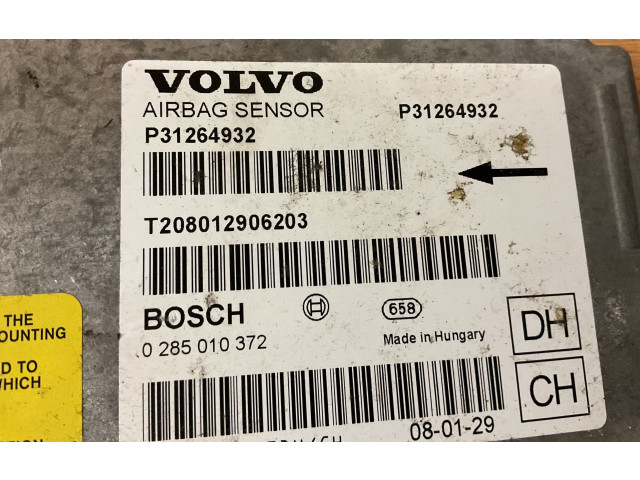 VOLVO
AIRBAG SENSOR P31264932
P31264932
T208012906203
BOSCH 658
0 285 010 372 Made in Hungary
DH
CH
08-01-29
THE
OUNTING
D TO
WHICH